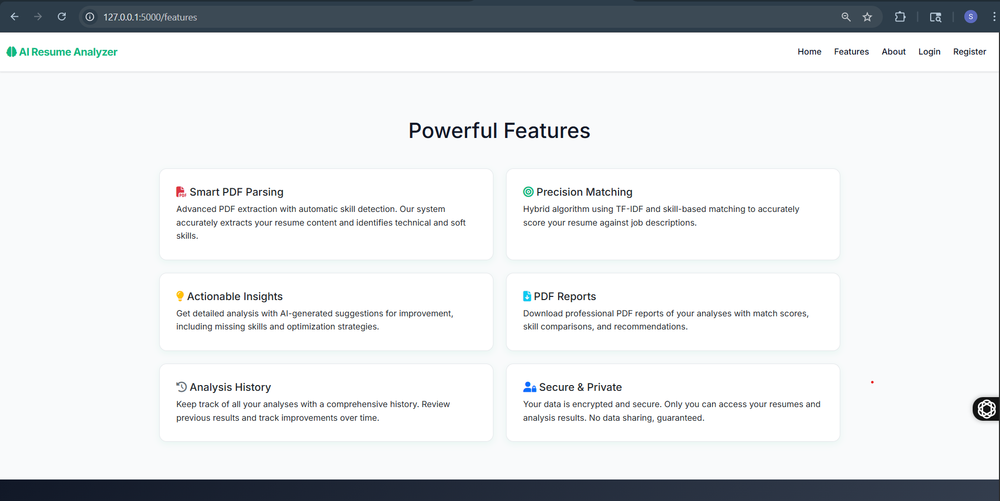 127.0.0.1:5000/features
S
AI Resume Analyzer
Home Features About Login Register
Powerful Features
PDF
Smart PDF Parsing
Advanced PDF extraction with automatic skill detection. Our system
accurately extracts your resume content and identifies technical and soft
skills.
Precision Matching
Hybrid algorithm using TF-IDF and skill-based matching to accurately
score your resume against job descriptions.
Actionable Insights
Get detailed analysis with AI-generated suggestions for improvement,
including missing skills and optimization strategies.
PDF Reports
Download professional PDF reports of your analyses with match scores,
skill comparisons, and recommendations.
Analysis History
Keep track of all your analyses with a comprehensive history. Review
previous results and track improvements over time.
Secure & Private
Your data is encrypted and secure. Only you can access your resumes and
analysis results. No data sharing, guaranteed.